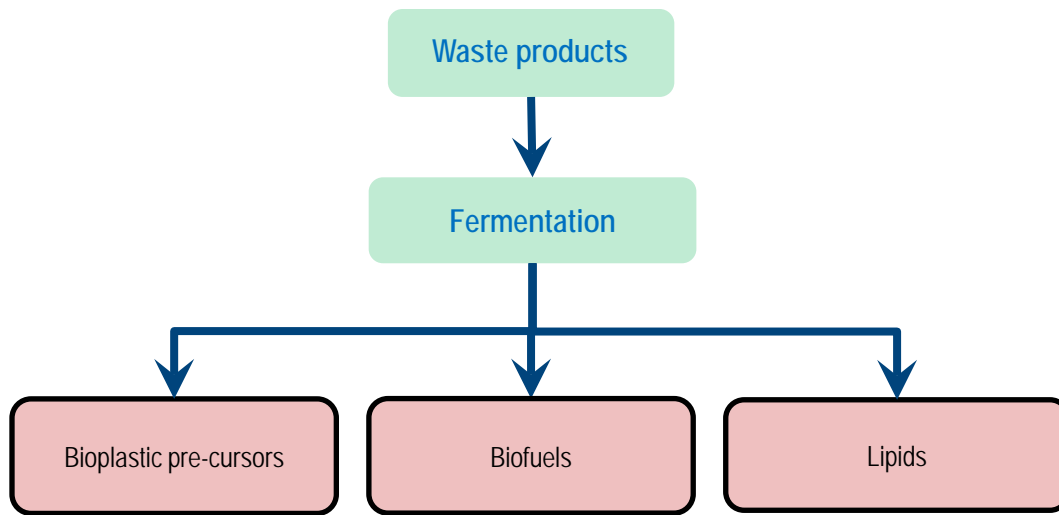 Waste products
Fermentation
Bioplastic pre-cursors
Biofuels
Lipids